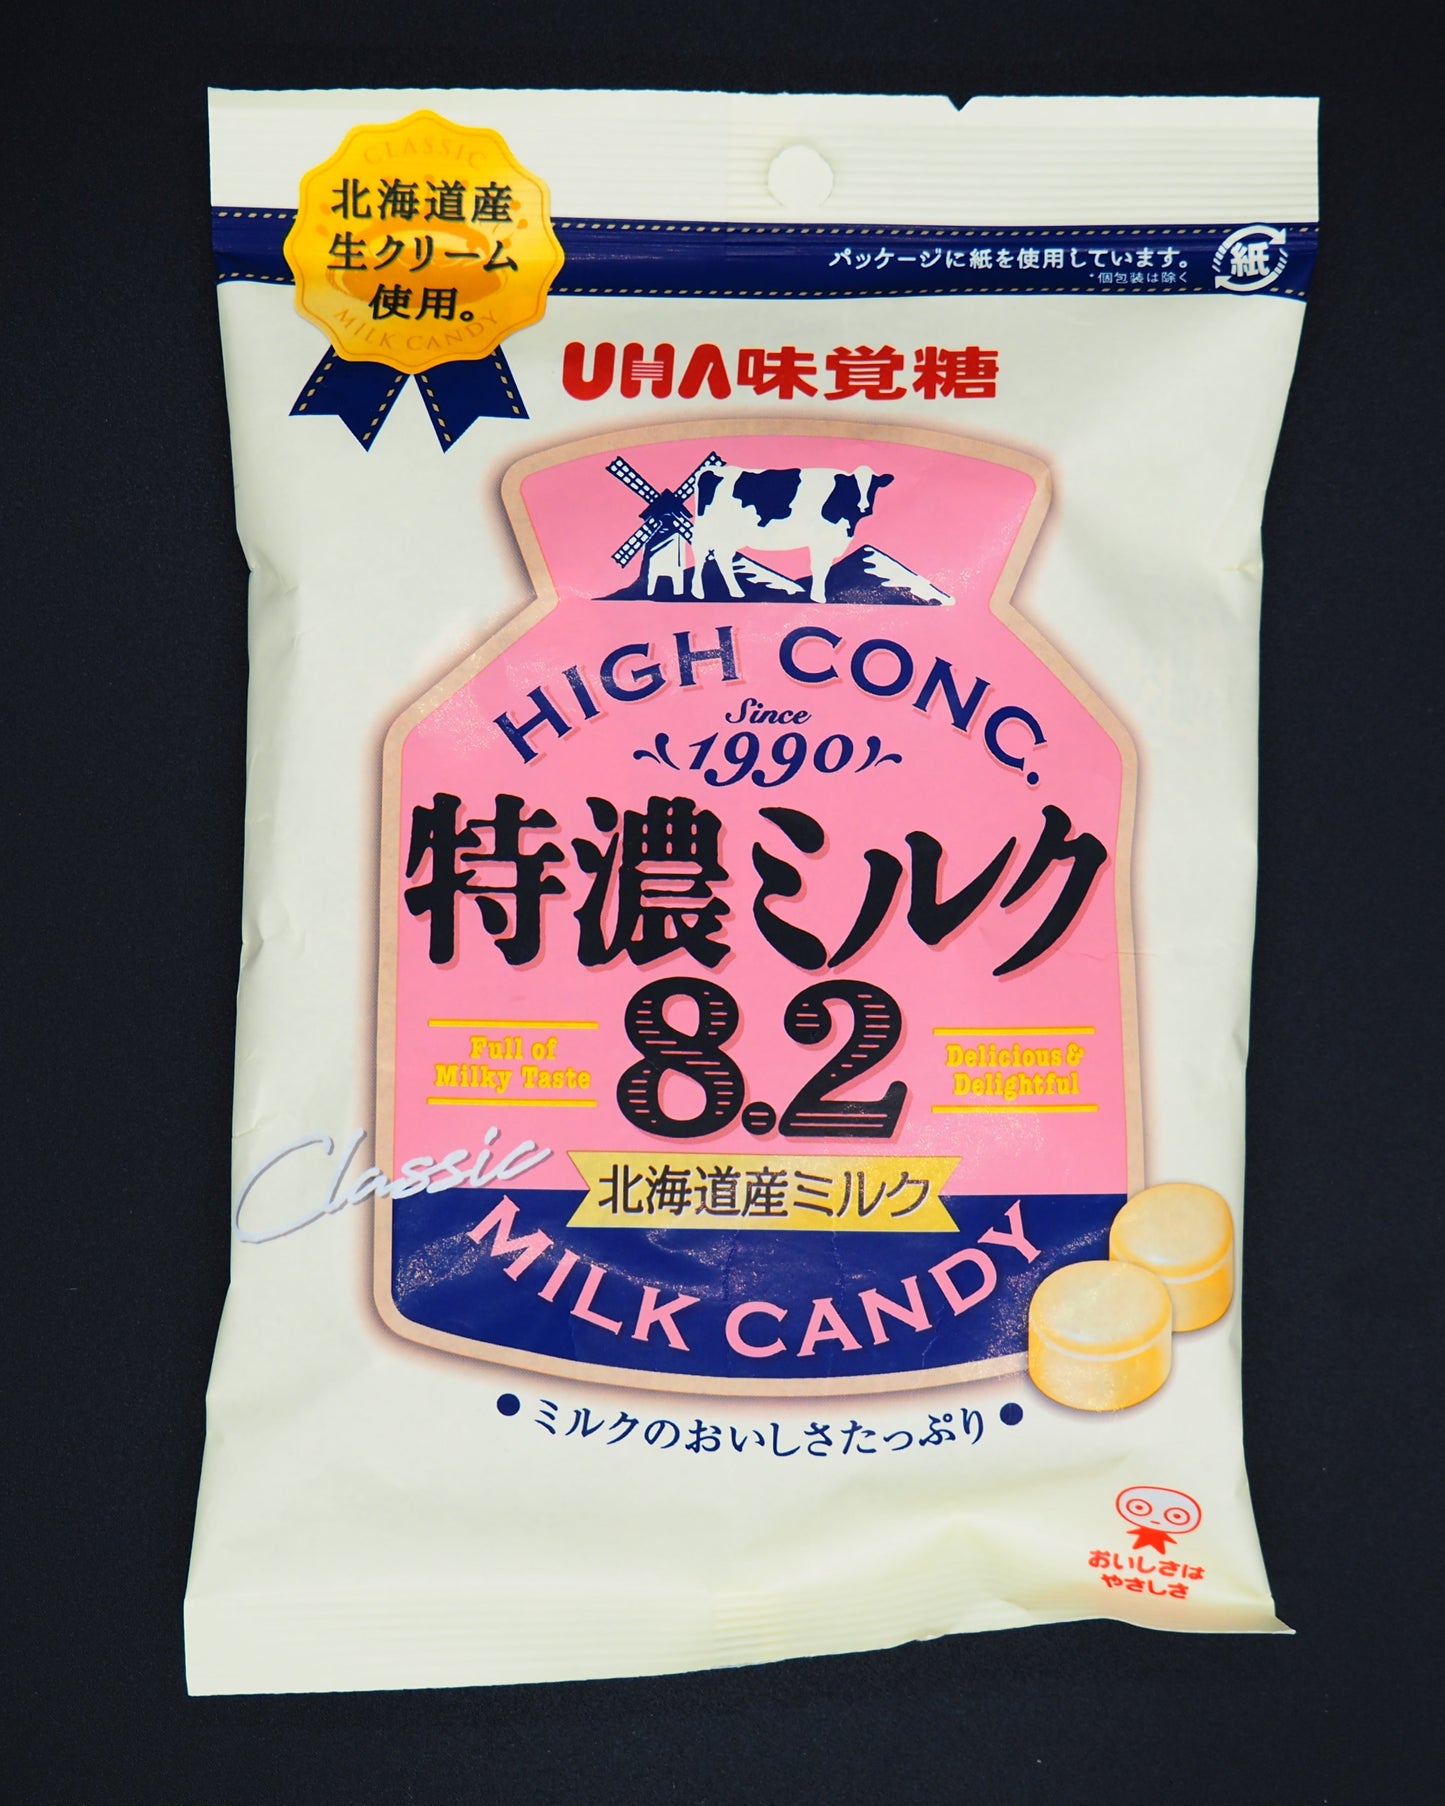 CLASSIC
北海道産
生クリーム
使用。
MILK CANDY
パッケージに紙を使用しています。
*個包装は除く
紙
UHA味覚糖
HIGH CONC.
Since
1990
特濃ミルク
8.2
Full of
Milky Taste
Delicious&
Delightful
Classic
北海道産ミルク
MILK CANDY
●ミルクのおいしさたっぷり●
おいしさは
やさしさ